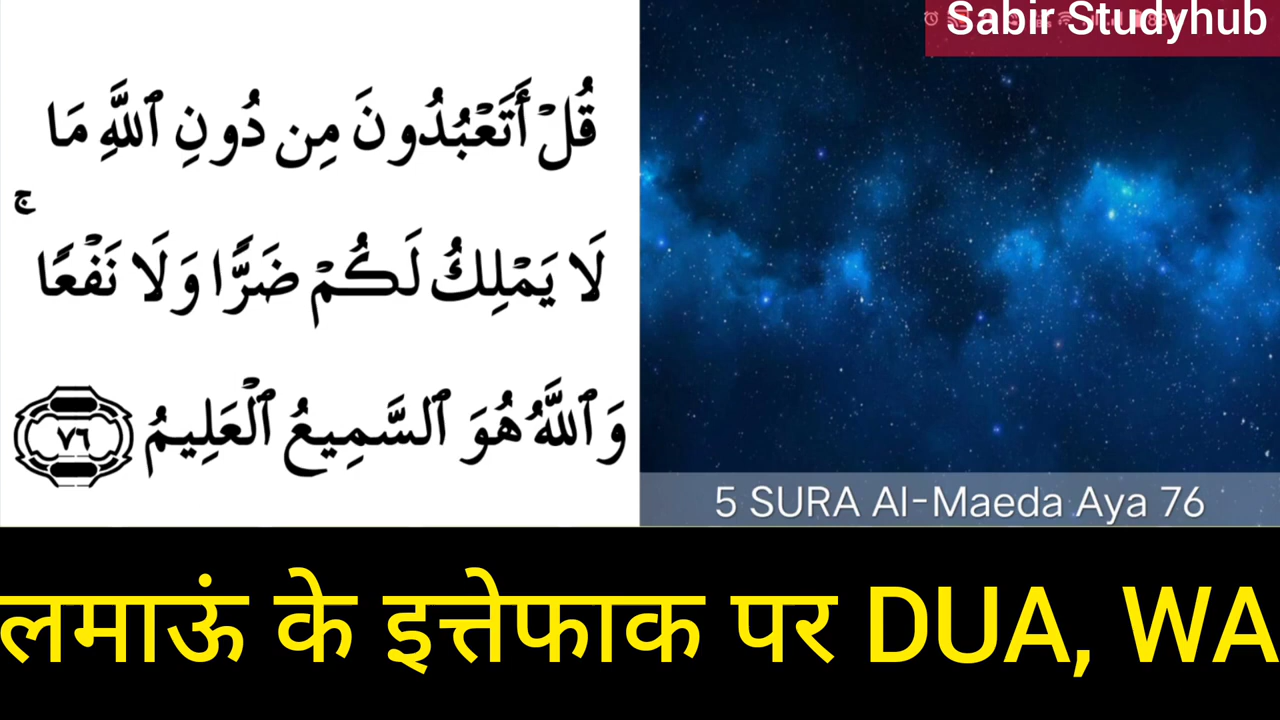 Sabir Studyhub
قُلْ أَتَعْبُدُونَ مِن دُونِ ٱللَّهِ مَا
لَا يَمْلِكُ لَكُمْ ضَرًّا وَلَا نَفْعًا ۚ
وَٱللَّهُ هُوَ ٱلسَّمِيعُ ٱلْعَلِيمُ ٧٦
5 SURA Al-Maeda Aya 76
लमाऊं के इत्तेफाक पर DUA, WA